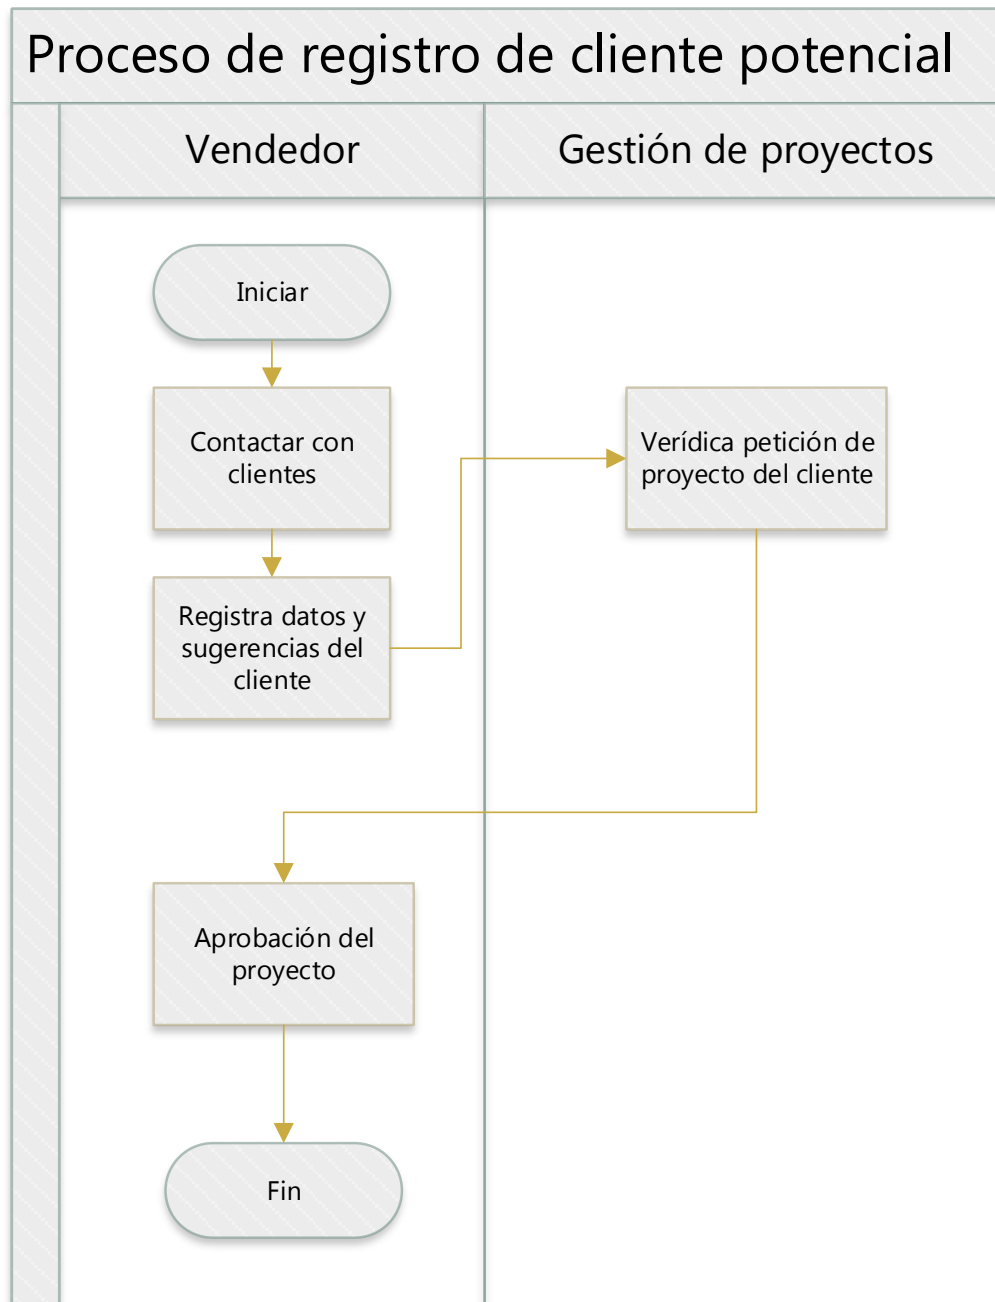 Proceso de registro de cliente potencial
Vendedor
Gestión de proyectos
Iniciar
Contactar con
clientes
Verídica petición de
proyecto del cliente
Registra datos y
sugerencias del
cliente
Aprobación del
proyecto
Fin